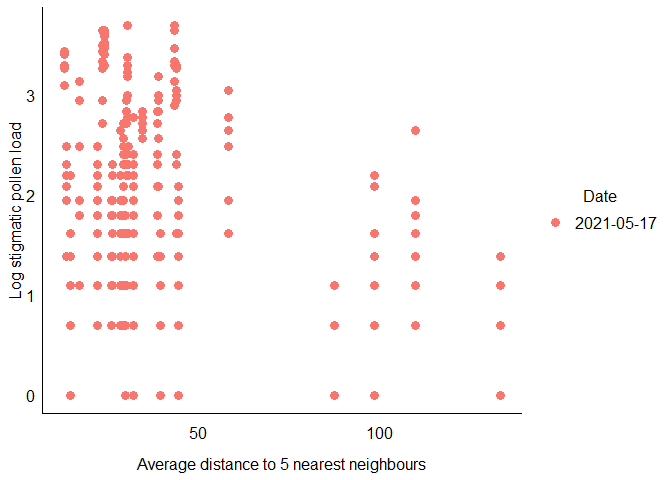 Log stigmatic pollen load
3
2
1
0
50 100
Average distance to 5 nearest neighbours
Date
2021-05-17